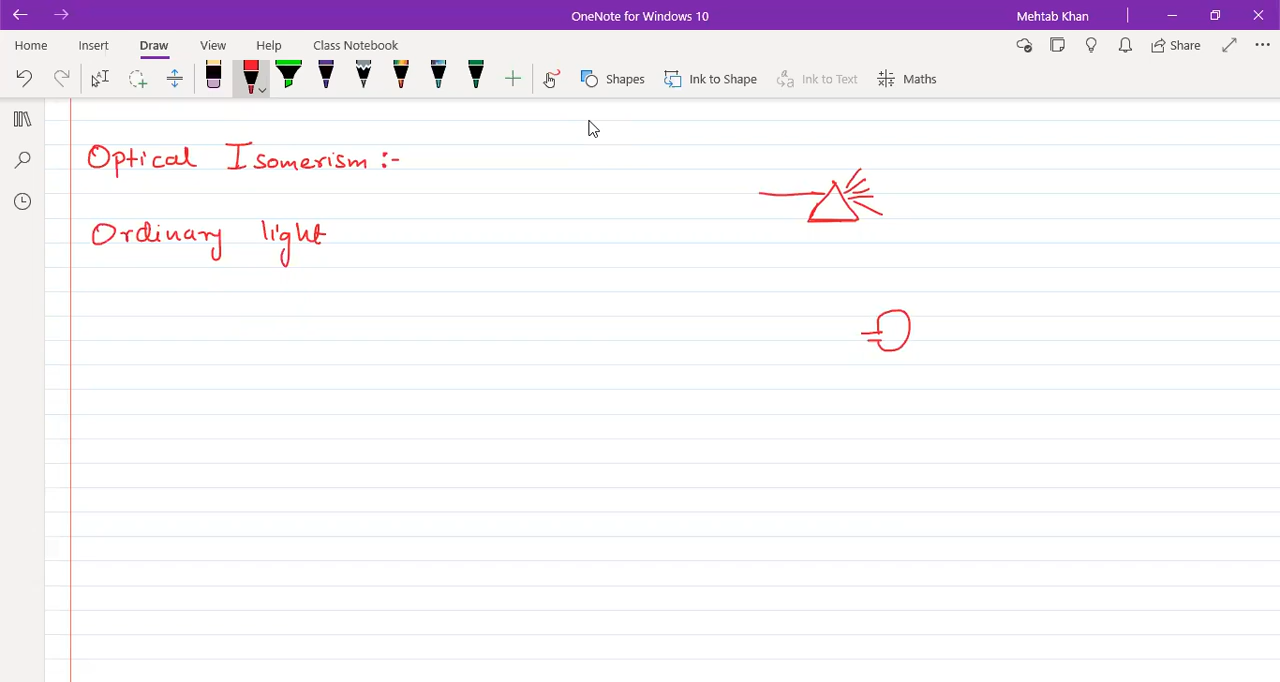 OneNote for Windows 10
Mehtab Khan
Home Insert Draw View Help Class Notebook
Share
Shapes Ink to Shape Ink to Text Maths
Optical Isomerism :-
Ordinary light